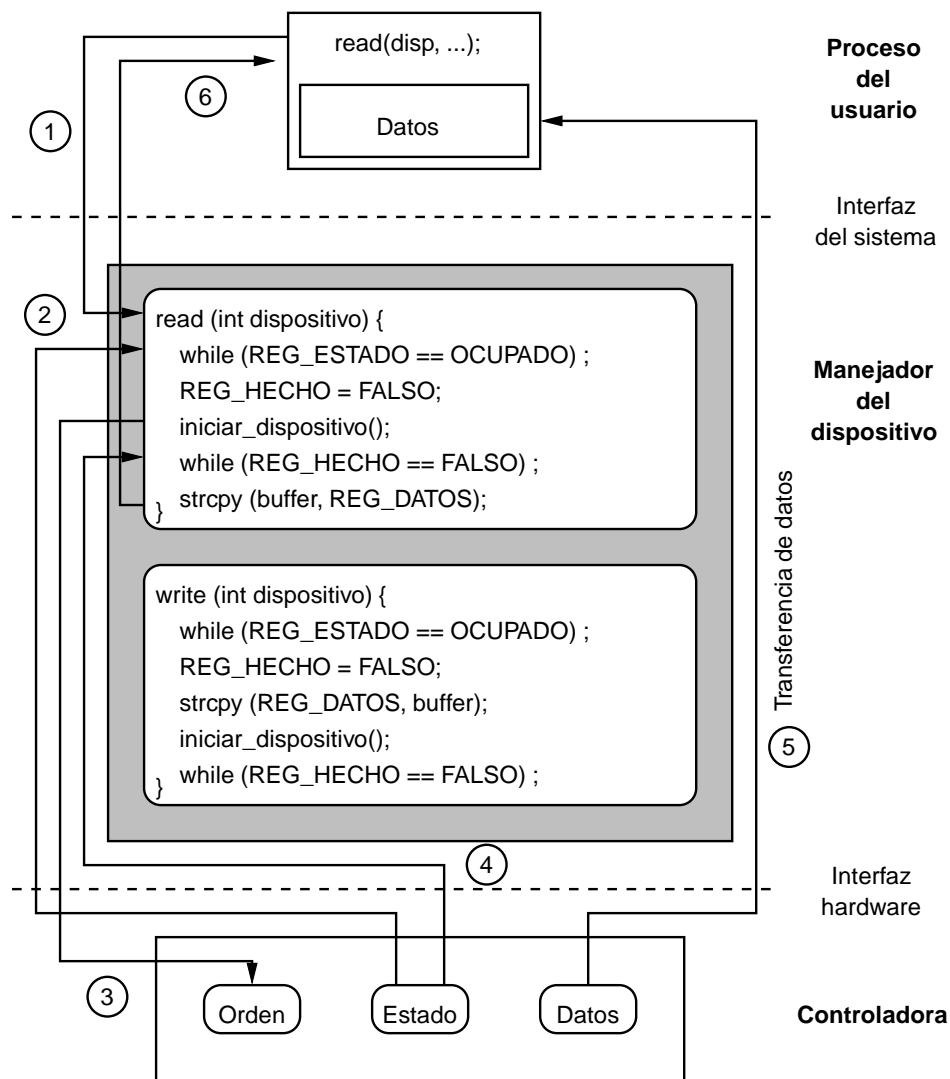 read(disp, ...);
Datos
Proceso
del
usuario
1
6
Interfaz
del sistema
2
read (int dispositivo) {
while (REG_ESTADO == OCUPADO) ;
REG_HECHO = FALSO;
iniciar_dispositivo();
while (REG_HECHO == FALSO) ;
strcpy (buffer, REG_DATOS);
}
Manejador
del
dispositivo
write (int dispositivo) {
while (REG_ESTADO == OCUPADO) ;
REG_HECHO = FALSO;
strcpy (REG_DATOS, buffer);
iniciar_dispositivo();
while (REG_HECHO == FALSO) ;
}
Transferencia de datos
5
4
Interfaz
hardware
3
Orden
Estado
Datos
Controladora